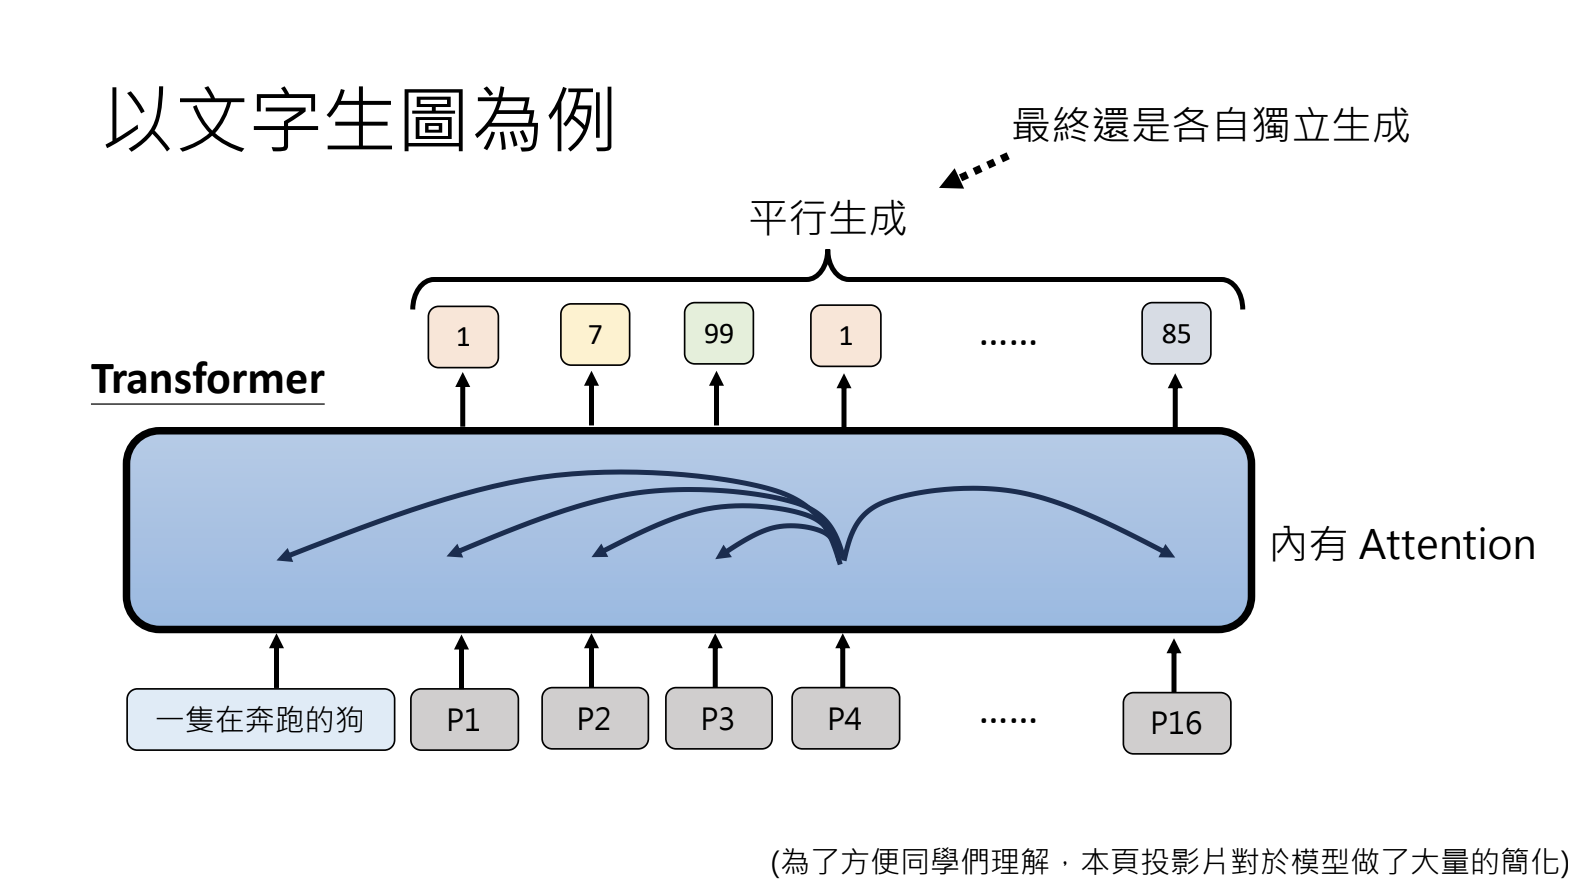 以文字生圖為例
最終還是各自獨立生成
平行生成
1 7 99 1 …… 85
Transformer
內有 Attention
一隻在奔跑的狗 P1 P2 P3 P4 …… P16
(為了方便同學們理解，本頁投影片對於模型做了大量的簡化)